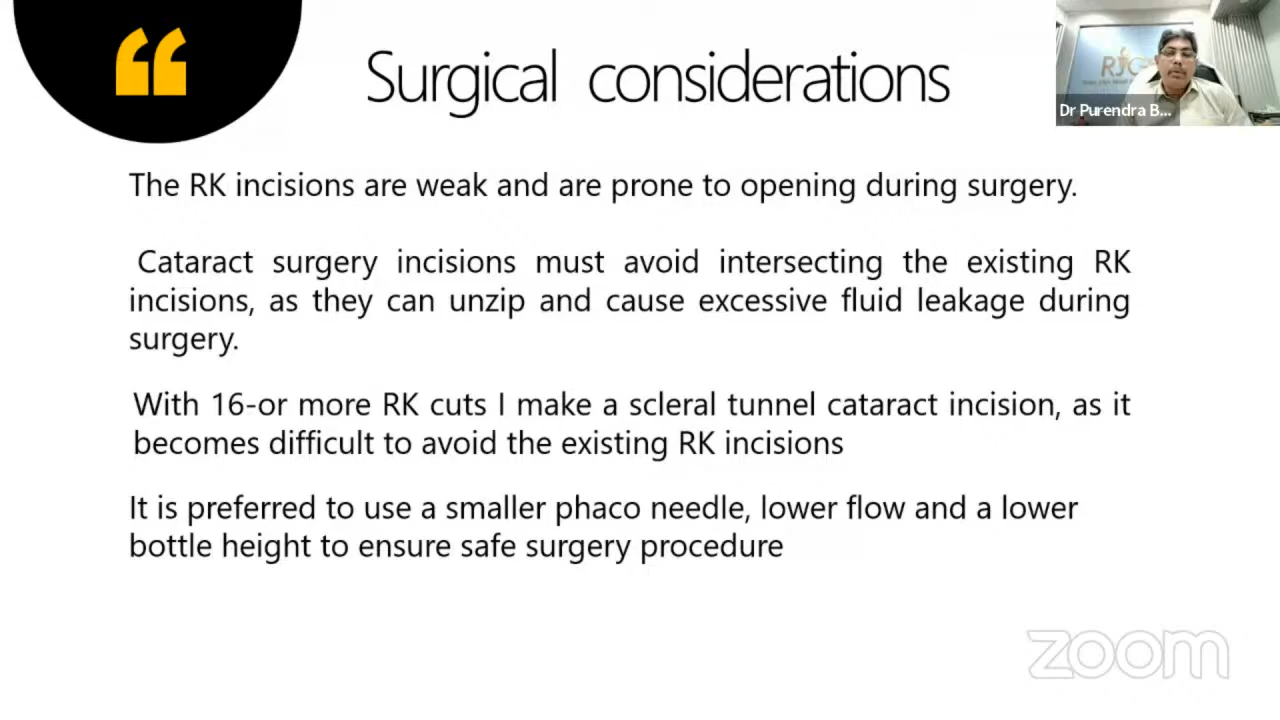 “
Surgical considerations
RJC
Dr Purendra B...
The RK incisions are weak and are prone to opening during surgery.
Cataract surgery incisions must avoid intersecting the existing RK
incisions, as they can unzip and cause excessive fluid leakage during
surgery.
With 16-or more RK cuts I make a scleral tunnel cataract incision, as it
becomes difficult to avoid the existing RK incisions
It is preferred to use a smaller phaco needle, lower flow and a lower
bottle height to ensure safe surgery procedure
zoom